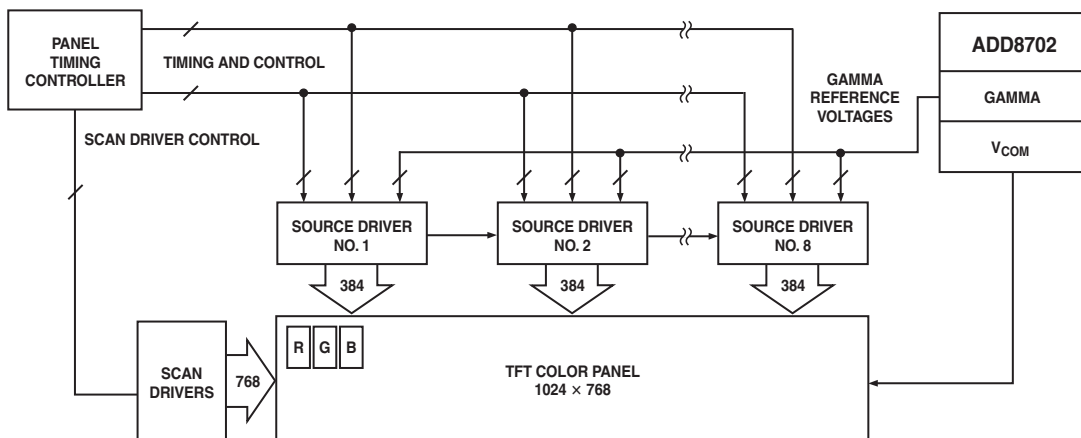 PANEL
TIMING
CONTROLLER
TIMING AND CONTROL
SCAN DRIVER CONTROL
GAMMA
REFERENCE
VOLTAGES
ADD8702
GAMMA
VCOM
SOURCE DRIVER
NO. 1
SOURCE DRIVER
NO. 2
SOURCE DRIVER
NO. 8
384
384
384
SCAN
DRIVERS
768
R G B
TFT COLOR PANEL
1024 × 768